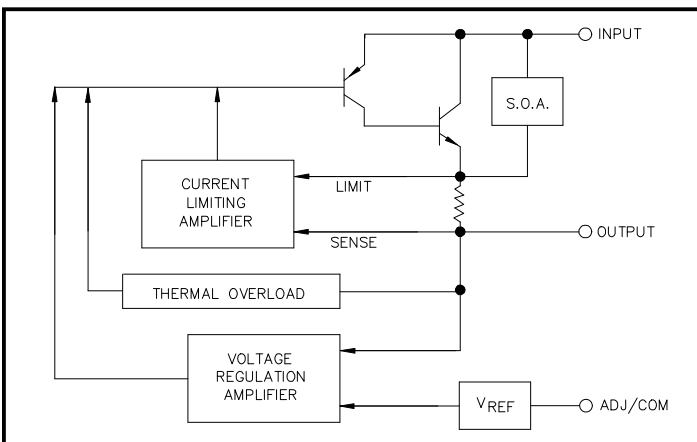 INPUT
S.O.A.
CURRENT
LIMITING
AMPLIFIER
LIMIT
SENSE
OUTPUT
THERMAL OVERLOAD
VOLTAGE
REGULATION
AMPLIFIER
VREF
ADJ/COM